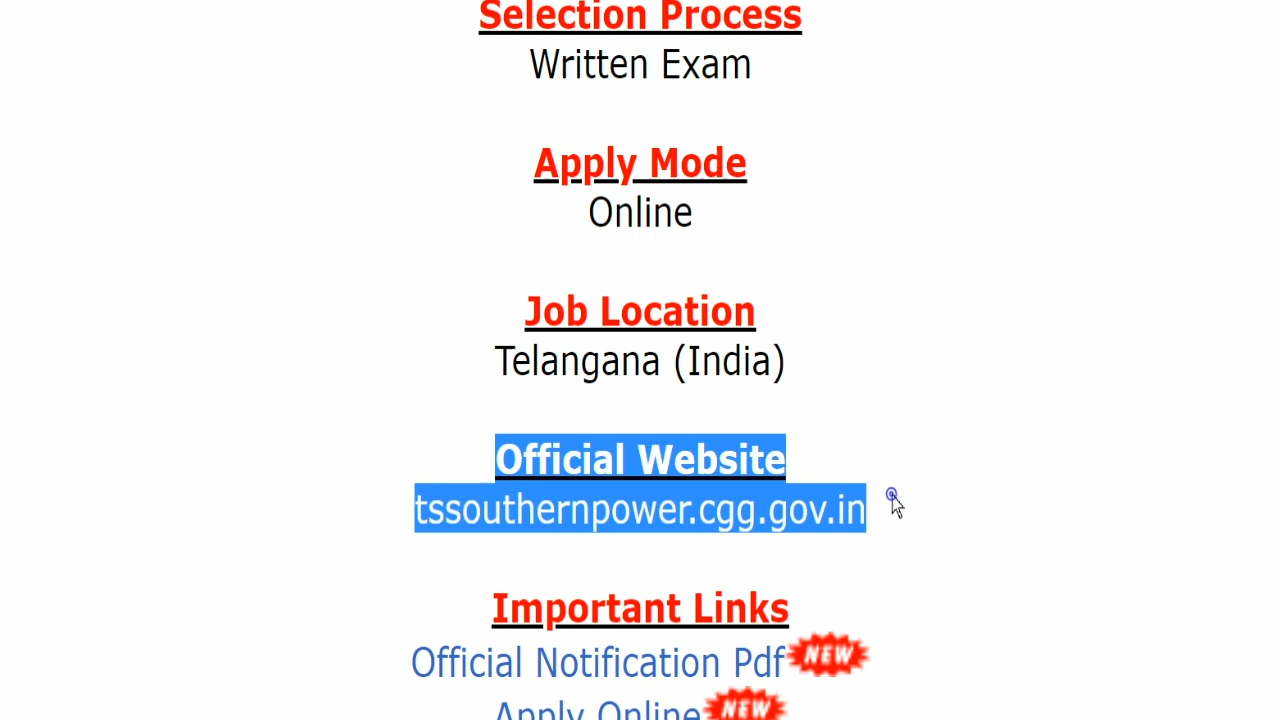 Selection Process
Written Exam
Apply Mode
Online
Job Location
Telangana (India)
Official Website
tssouthernpower.cgg.gov.in
Important Links
Official Notification Pdf NEW
Apply Online NEW